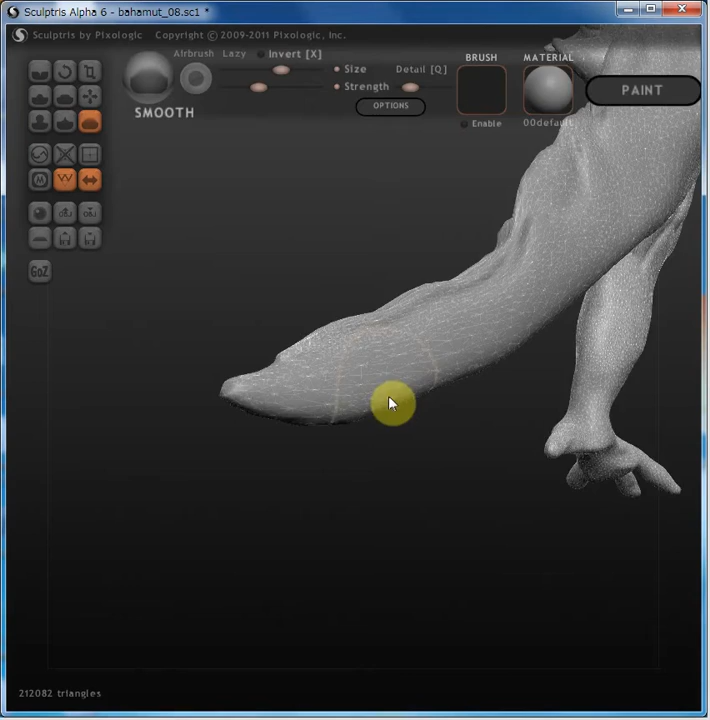 Sculptris Alpha 6 - bahamut_08.sc1 *
Sculptris by Pixologic Copyright © 2009-2011 Pixologic, Inc.
Airbrush Lazy Invert [X]
Size
Strength
Detail [Q]
OPTIONS
SMOOTH
BRUSH
Enable
MATERIAL
00default
PAINT
GoZ
212082 triangles